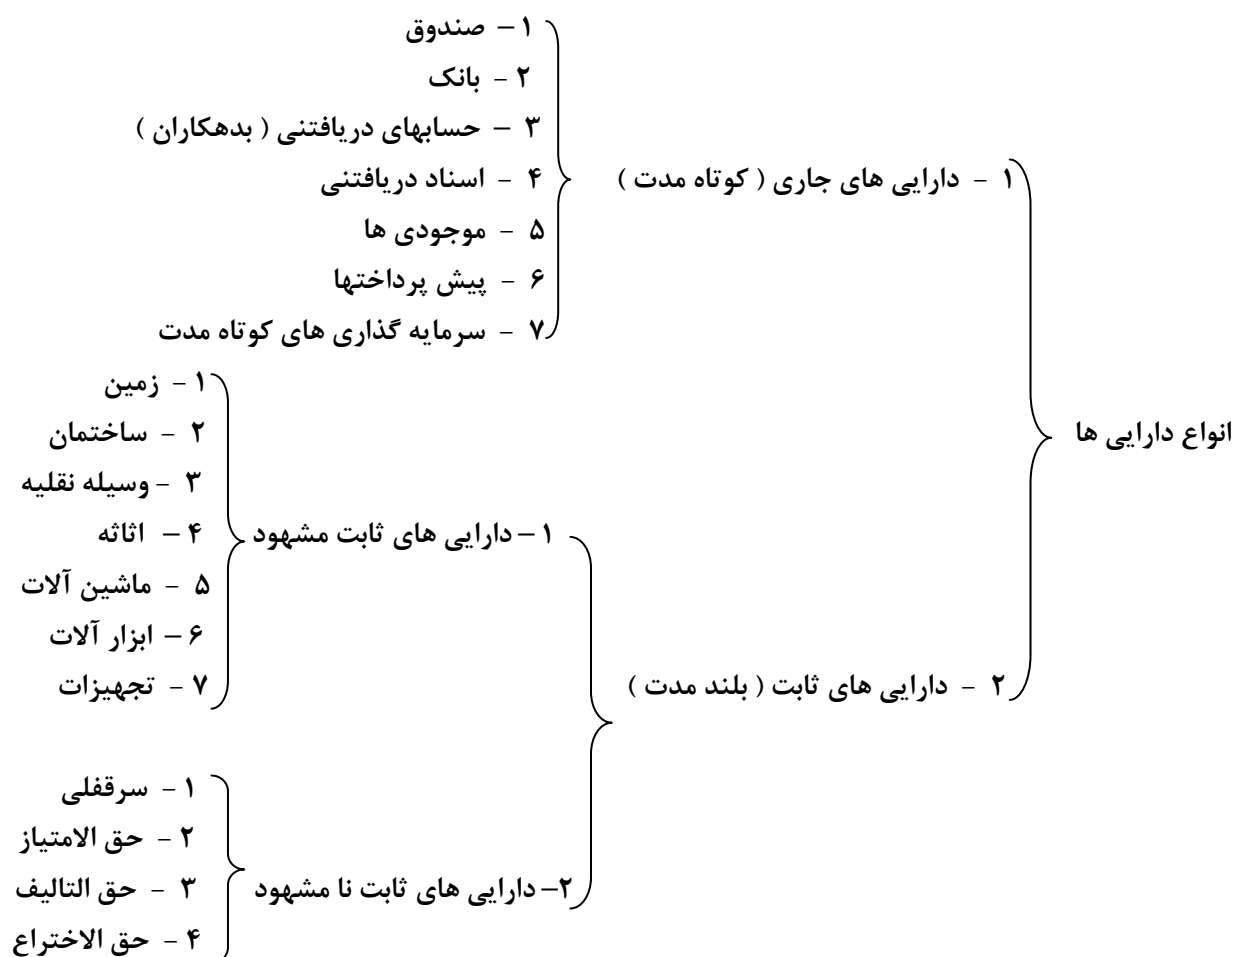 انواع دارایی ها
۱ - دارایی های جاری ( کوتاه مدت )
۱ – صندوق
۲ - بانک
۳ – حسابهای دریافتنی ( بدهکاران )
۴ - اسناد دریافتنی
۵ - موجودی ها
۶ - پیش پرداختها
۷ - سرمایه گذاری های کوتاه مدت
۲ - دارایی های ثابت ( بلند مدت )
۱ – دارایی های ثابت مشهود
۱ - زمین
۲ - ساختمان
۳ - وسیله نقلیه
۴ – اثاثه
۵ - ماشین آلات
۶ – ابزار آلات
۷ - تجهیزات
۲– دارایی های ثابت نا مشهود
۱ - سرقفلی
۲ - حق الامتیاز
۳ - حق التالیف
۴ - حق الاختراع